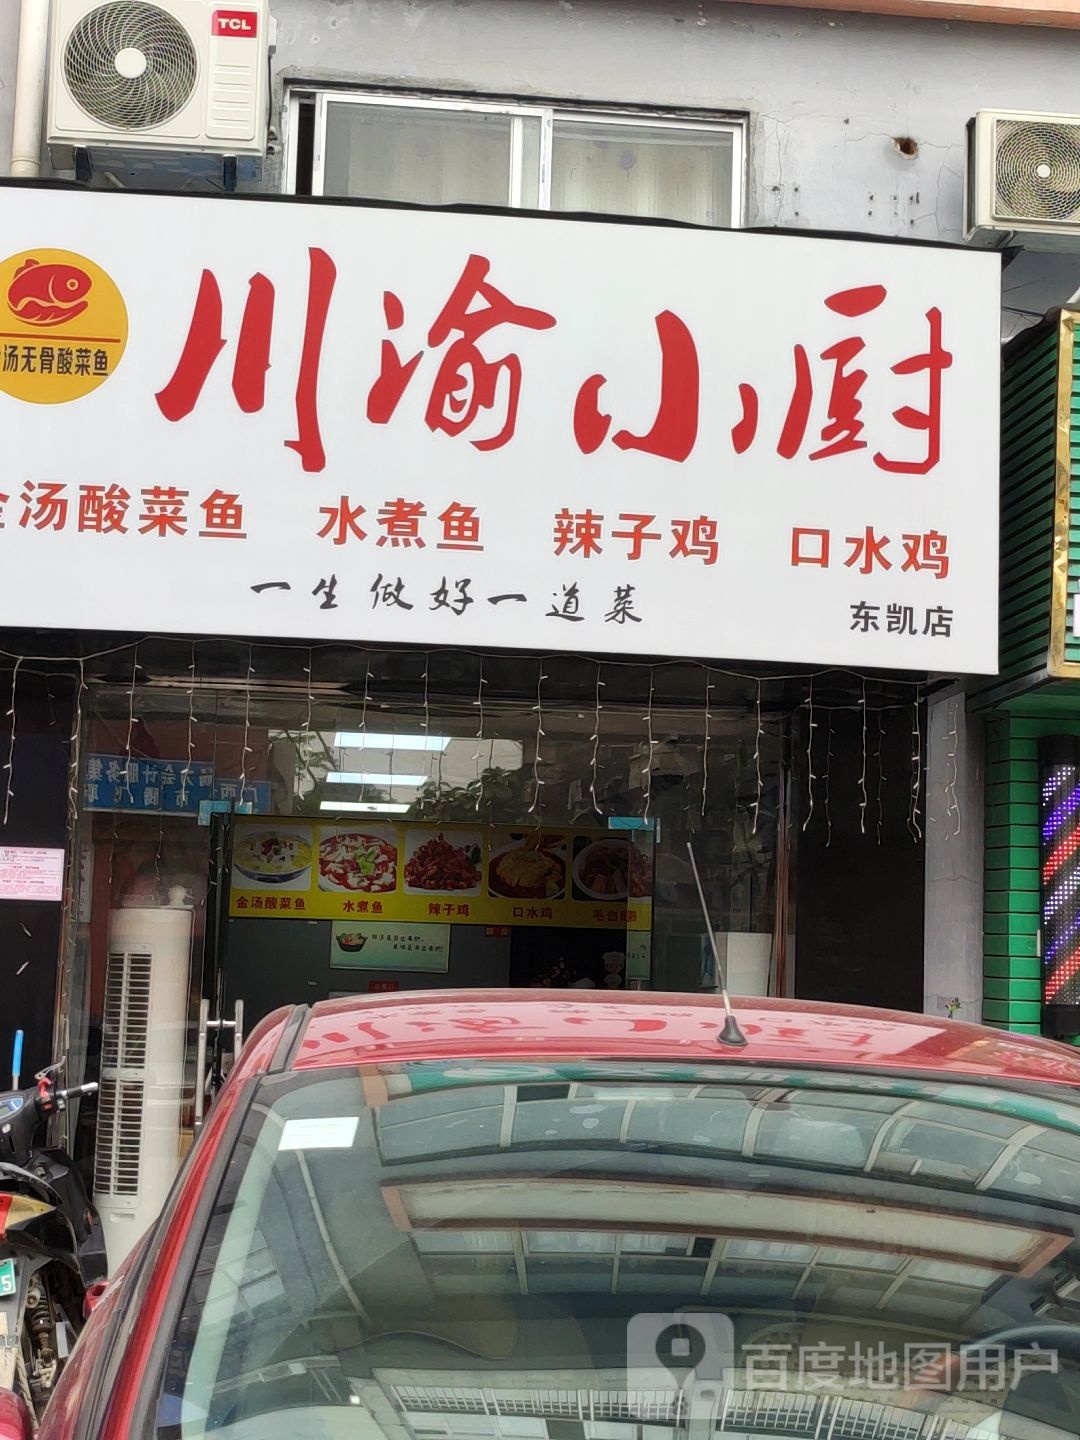 TCL
川渝小厨
汤无骨酸菜鱼
金汤酸菜鱼 水煮鱼 辣子鸡 口水鸡
一生做好一道菜
东凯店
金汤酸菜鱼 水煮鱼 辣子鸡 口水鸡
百度地图用户